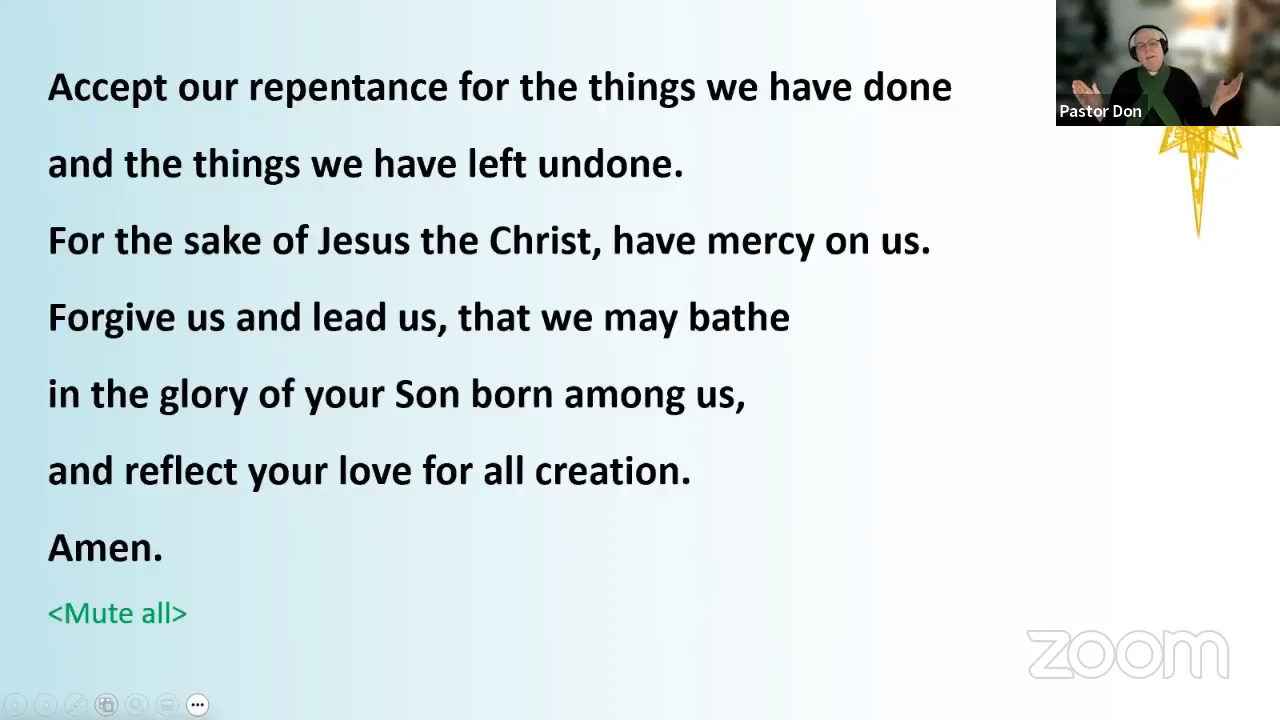 Accept our repentance for the things we have done
and the things we have left undone.
For the sake of Jesus the Christ, have mercy on us.
Forgive us and lead us, that we may bathe
in the glory of your Son born among us,
and reflect your love for all creation.
Amen.
<Mute all>
Pastor Don
zoom